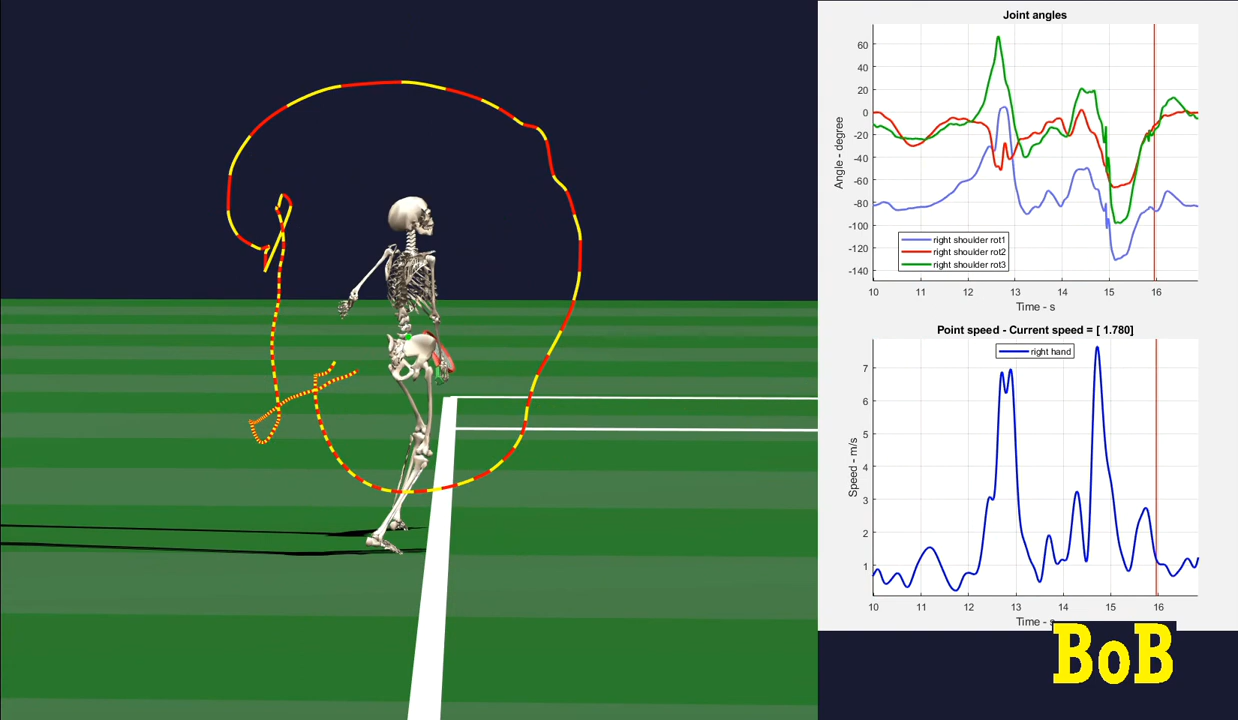 Joint angles
60
40
20
0
-20
-40
-60
-80
-100
-120
-140
Angle - degree
right shoulder rot1
right shoulder rot2
right shoulder rot3
10 11 12 13 14 15 16
Time - s
Point speed - Current speed = [ 1.780]
right hand
7
6
5
4
3
2
1
Speed - m/s
10 11 12 13 14 15 16
Time - s
BoB